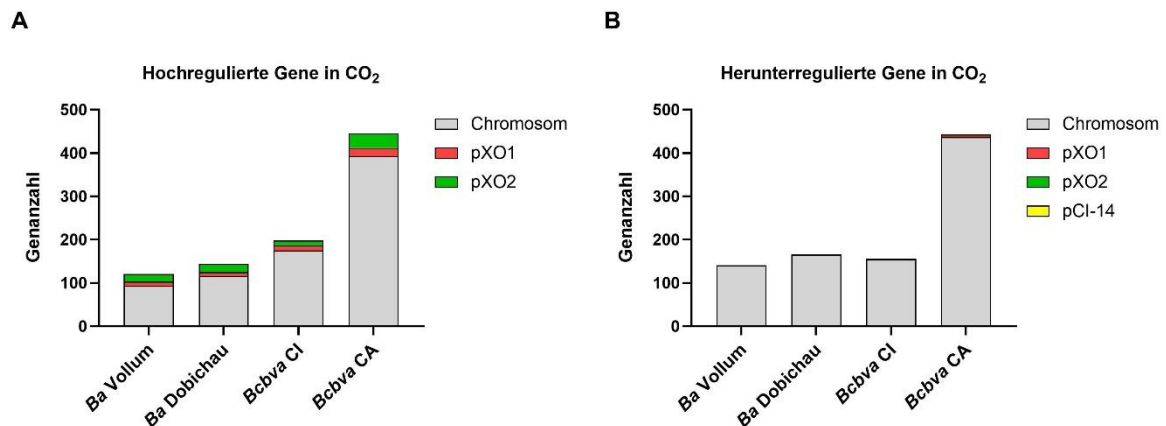 A
Hochregulierte Gene in CO₂
Genanzahl
500
400
300
200
100
0
Ba Vollum
Ba Dobichau
Bcbva CI
Bcbva CA
Chromosom
pXO1
pXO2
B
Herunterregulierte Gene in CO₂
Genanzahl
500
400
300
200
100
0
Ba Vollum
Ba Dobichau
Bcbva CI
Bcbva CA
Chromosom
pXO1
pXO2
pCI-14